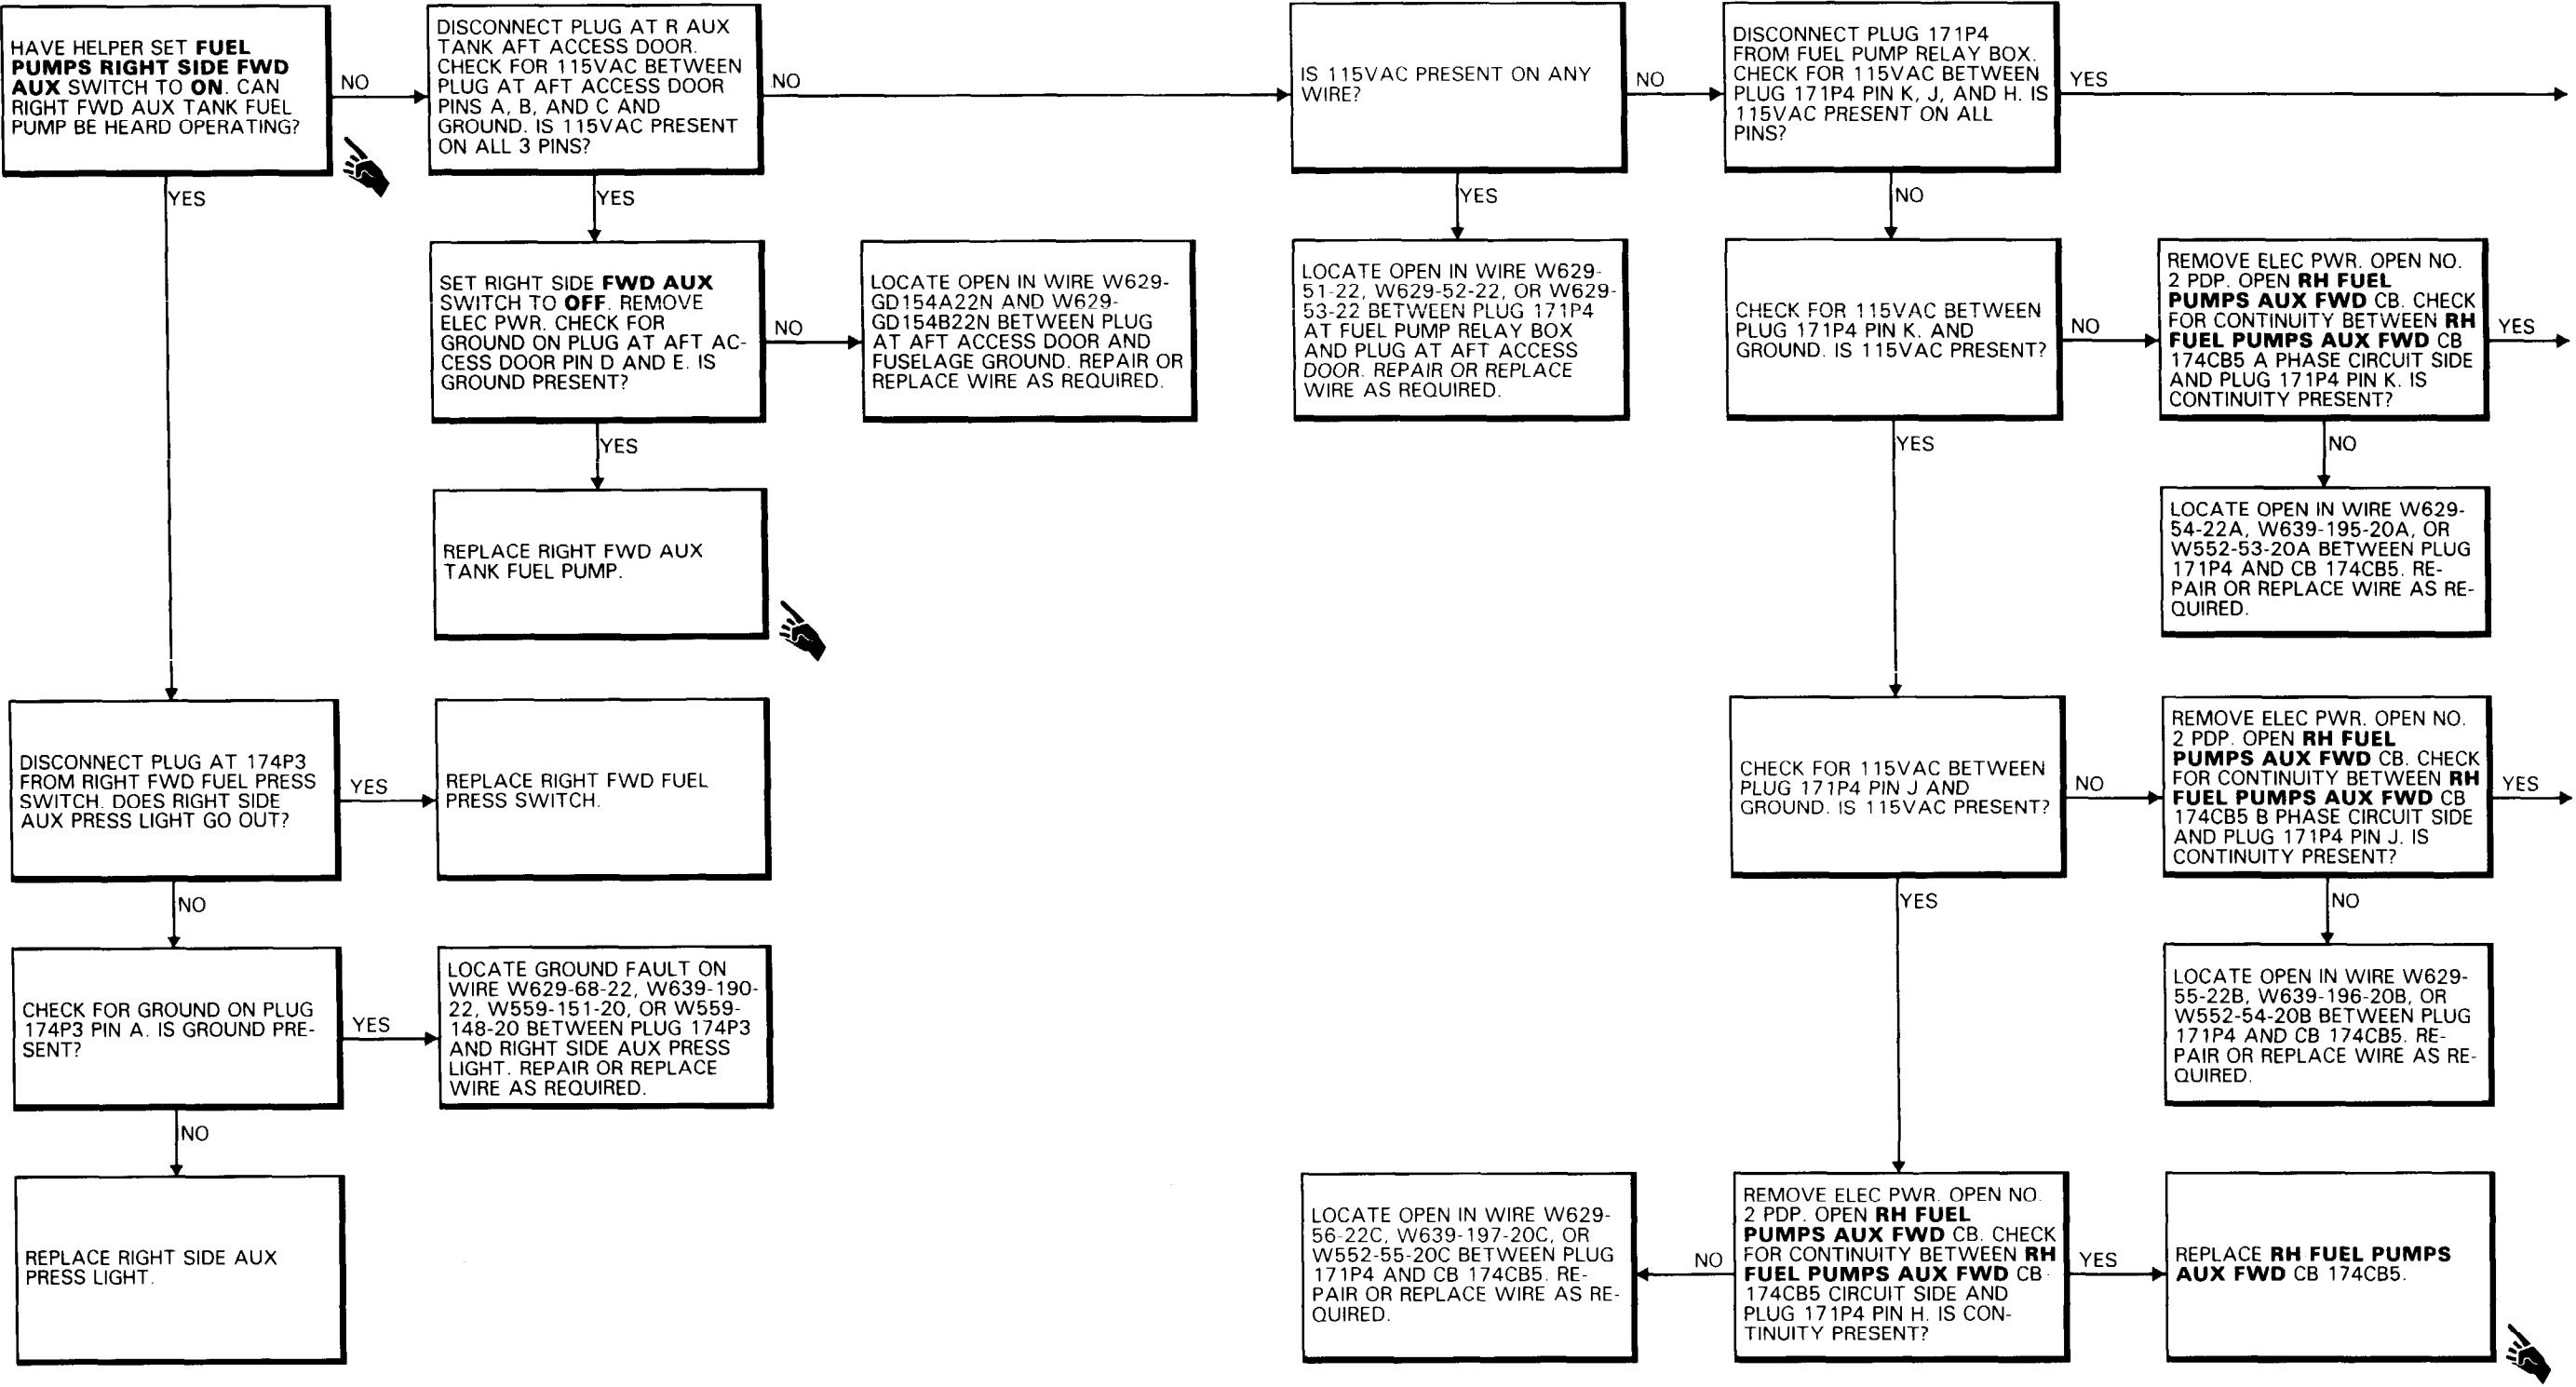 HAVE HELPER SET FUEL
PUMPS RIGHT SIDE FWD
AUX SWITCH TO ON. CAN
RIGHT FWD AUX TANK FUEL
PUMP BE HEARD OPERATING?
NO
YES
DISCONNECT PLUG AT R AUX
TANK AFT ACCESS DOOR.
CHECK FOR 115VAC BETWEEN
PLUG AT AFT ACCESS DOOR
PINS A, B, AND C AND
GROUND. IS 115VAC PRESENT
ON ALL 3 PINS?
NO
YES
IS 115VAC PRESENT ON ANY
WIRE?
NO
YES
DISCONNECT PLUG 171P4
FROM FUEL PUMP RELAY BOX.
CHECK FOR 115VAC BETWEEN
PLUG 171P4 PIN K, J, AND H. IS
115VAC PRESENT ON ALL
PINS?
YES
NO
SET RIGHT SIDE FWD AUX
SWITCH TO OFF. REMOVE
ELEC PWR. CHECK FOR
GROUND ON PLUG AT AFT AC-
CESS DOOR PIN D AND E. IS
GROUND PRESENT?
NO
YES
LOCATE OPEN IN WIRE W629-
GD154A22N AND W629-
GD154B22N BETWEEN PLUG
AT AFT ACCESS DOOR AND
FUSELAGE GROUND. REPAIR OR
REPLACE WIRE AS REQUIRED.
LOCATE OPEN IN WIRE W629-
51-22, W629-52-22, OR W629-
53-22 BETWEEN PLUG 171P4
AT FUEL PUMP RELAY BOX
AND PLUG AT AFT ACCESS
DOOR. REPAIR OR REPLACE
WIRE AS REQUIRED.
CHECK FOR 115VAC BETWEEN
PLUG 171P4 PIN K. AND
GROUND. IS 115VAC PRESENT?
NO
YES
REMOVE ELEC PWR. OPEN NO.
2 PDP. OPEN RH FUEL
PUMPS AUX FWD CB. CHECK
FOR CONTINUITY BETWEEN RH
FUEL PUMPS AUX FWD CB
174CB5 A PHASE CIRCUIT SIDE
AND PLUG 171P4 PIN K. IS
CONTINUITY PRESENT?
YES
NO
REPLACE RIGHT FWD AUX
TANK FUEL PUMP.
LOCATE OPEN IN WIRE W629-
54-22A, W639-195-20A, OR
W552-53-20A BETWEEN PLUG
171P4 AND CB 174CB5. RE-
PAIR OR REPLACE WIRE AS RE-
QUIRED.
DISCONNECT PLUG AT 174P3
FROM RIGHT FWD FUEL PRESS
SWITCH. DOES RIGHT SIDE
AUX PRESS LIGHT GO OUT?
YES
NO
REPLACE RIGHT FWD FUEL
PRESS SWITCH.
CHECK FOR 115VAC BETWEEN
PLUG 171P4 PIN J AND
GROUND. IS 115VAC PRESENT?
NO
YES
REMOVE ELEC PWR. OPEN NO.
2 PDP. OPEN RH FUEL
PUMPS AUX FWD CB. CHECK
FOR CONTINUITY BETWEEN RH
FUEL PUMPS AUX FWD CB
174CB5 B PHASE CIRCUIT SIDE
AND PLUG 171P4 PIN J. IS
CONTINUITY PRESENT?
YES
NO
CHECK FOR GROUND ON PLUG
174P3 PIN A. IS GROUND PRE-
SENT?
YES
NO
LOCATE GROUND FAULT ON
WIRE W629-68-22, W639-190-
22, W559-151-20, OR W559-
148-20 BETWEEN PLUG 174P3
AND RIGHT SIDE AUX PRESS
LIGHT. REPAIR OR REPLACE
WIRE AS REQUIRED.
LOCATE OPEN IN WIRE W629-
55-22B, W639-196-20B, OR
W552-54-20B BETWEEN PLUG
171P4 AND CB 174CB5. RE-
PAIR OR REPLACE WIRE AS RE-
QUIRED.
REPLACE RIGHT SIDE AUX
PRESS LIGHT.
LOCATE OPEN IN WIRE W629-
56-22C, W639-197-20C, OR
W552-55-20C BETWEEN PLUG
171P4 AND CB 174CB5. RE-
PAIR OR REPLACE WIRE AS RE-
QUIRED.
NO
REMOVE ELEC PWR. OPEN NO.
2 PDP. OPEN RH FUEL
PUMPS AUX FWD CB. CHECK
FOR CONTINUITY BETWEEN RH
FUEL PUMPS AUX FWD CB
174CB5 CIRCUIT SIDE AND
PLUG 171P4 PIN H. IS CON-
TINUITY PRESENT?
YES
REPLACE RH FUEL PUMPS
AUX FWD CB 174CB5.